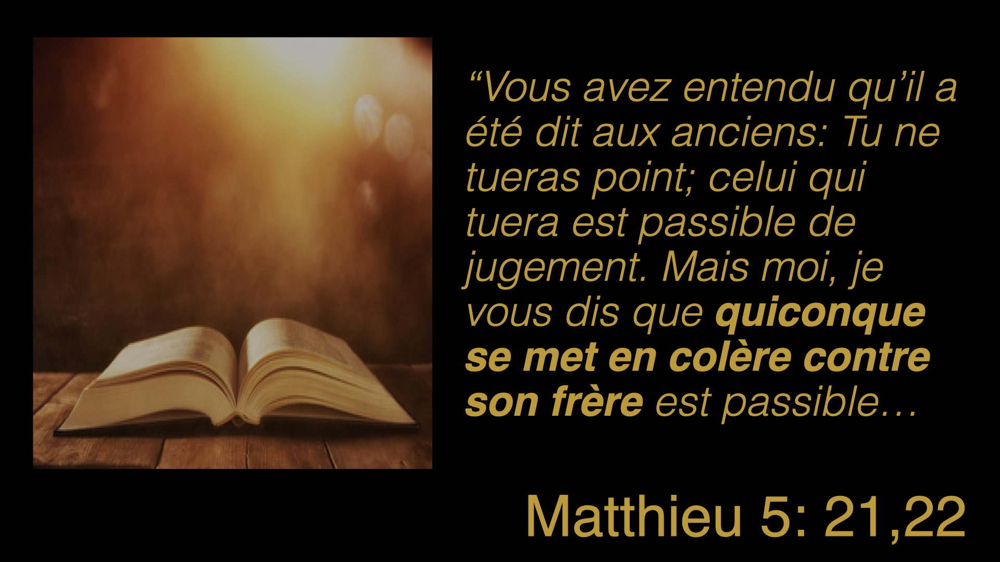 “Vous avez entendu qu’il a
été dit aux anciens: Tu ne
tueras point; celui qui
tuera est passible de
jugement. Mais moi, je
vous dis que quiconque
se met en colère contre
son frère est passible…
Matthieu 5: 21,22